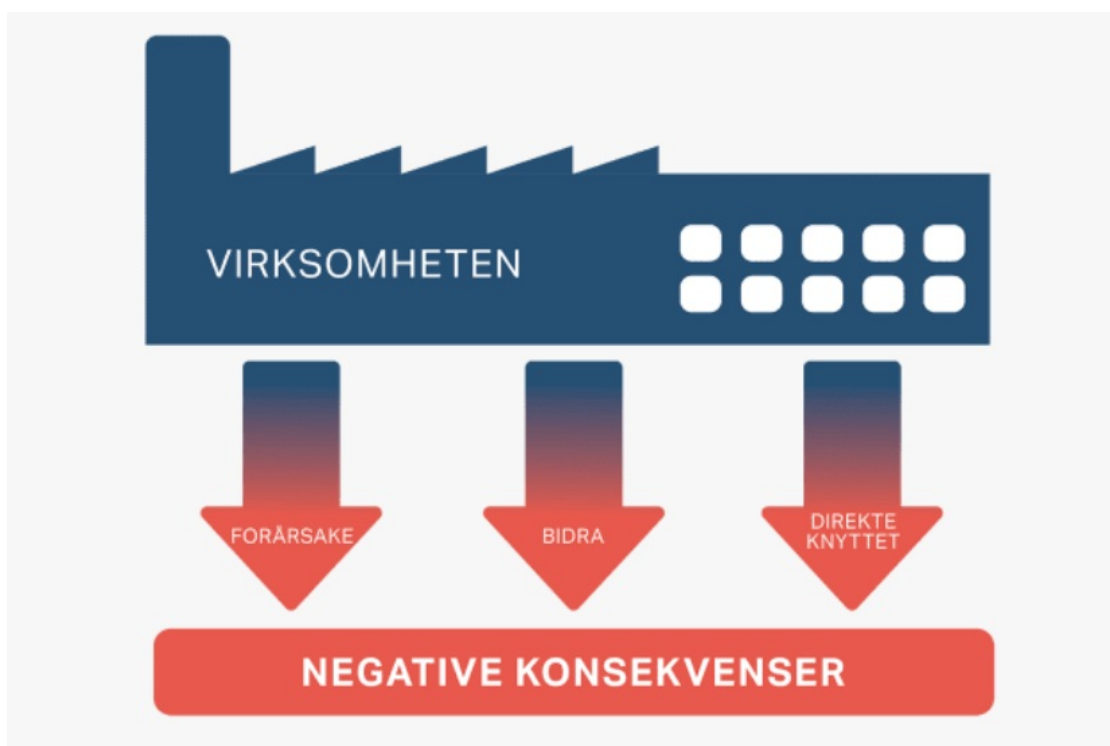 VIRKSOMHETEN
FORÅRSAKE
BIDRA
DIREKTE
KNYTTET
NEGATIVE KONSEKVENSER